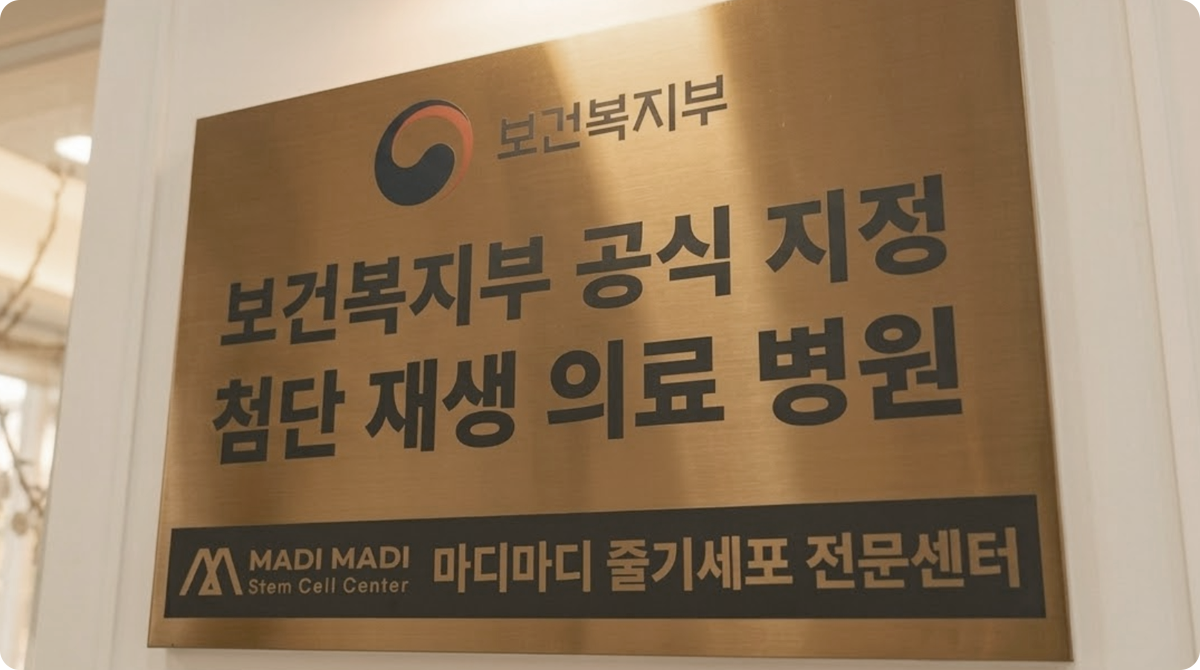 보건복지부
보건복지부 공식 지정
첨단 재생 의료 병원
MADI MADI
Stem Cell Center
마디마디 줄기세포 전문센터